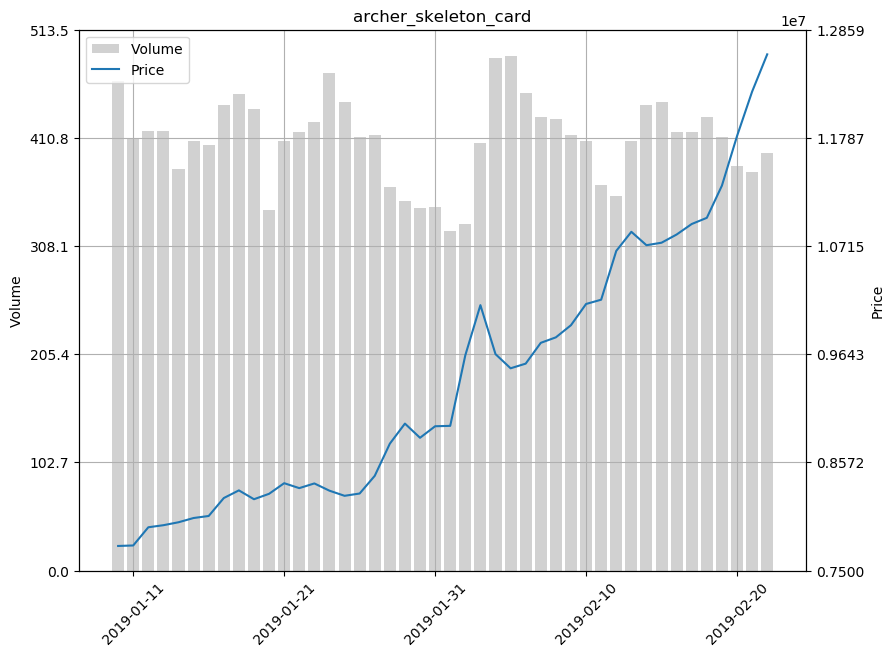 archer_skeleton_card
1e7
513.5
410.8
308.1
205.4
102.7
0.0
Volume
Volume
Price
1.2859
1.1787
1.0715
0.9643
0.8572
0.7500
Price
2019-01-11
2019-01-21
2019-01-31
2019-02-10
2019-02-20